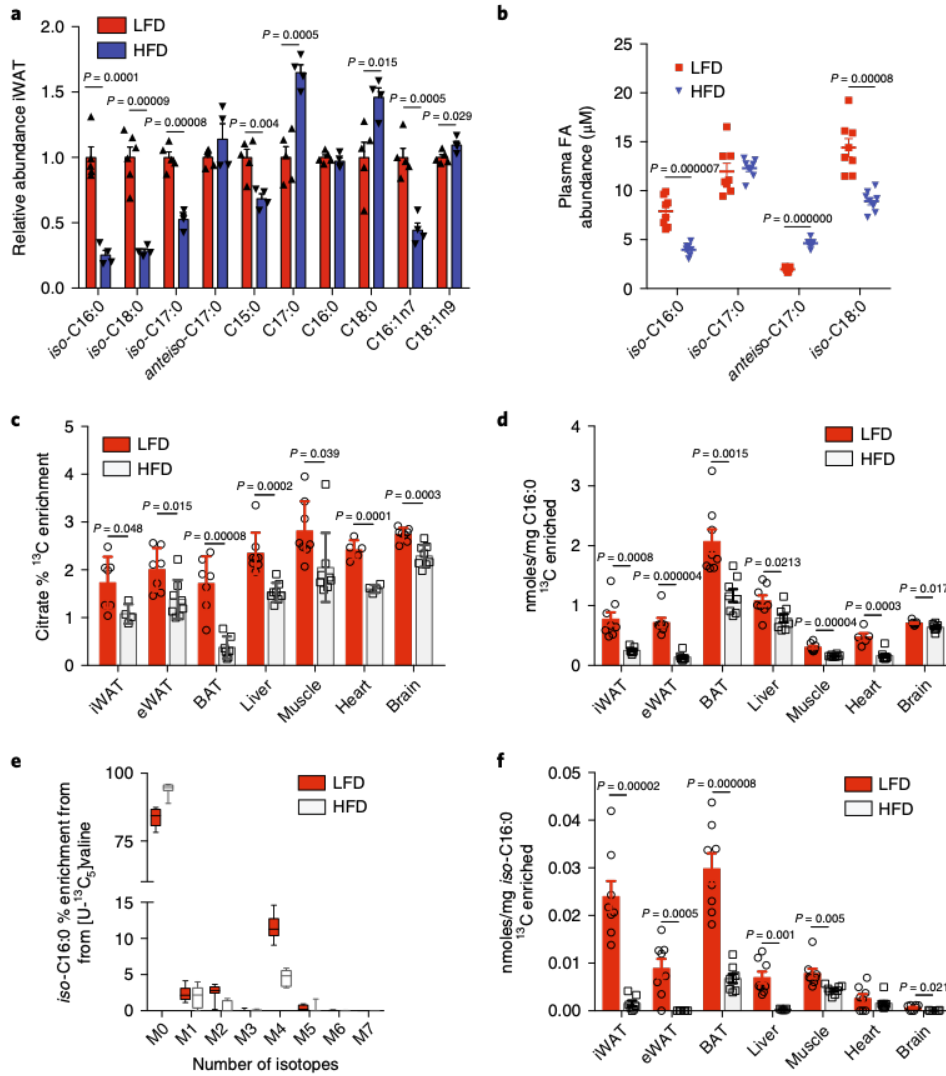 a
LFD
HFD
P = 0.0001
P = 0.00009
P = 0.00008
P = 0.004
P = 0.0005
P = 0.015
P = 0.0005
P = 0.029
Relative abundance iWAT
2.0
1.5
1.0
0.5
0
iso-C16:0
iso-C18:0
iso-C17:0
anteiso-C17:0
C15:0
C17:0
C16:0
C18:0
C16:1n7
C18:1n9
b
LFD
HFD
P = 0.000007
P = 0.000000
P = 0.00008
Plasma FA
abundance (μM)
25
20
15
10
5
0
iso-C16:0
iso-C17:0
anteiso-C17:0
iso-C18:0
c
LFD
HFD
P = 0.048
P = 0.015
P = 0.00008
P = 0.0002
P = 0.039
P = 0.0001
P = 0.0003
Citrate % 13C enrichment
5
4
3
2
1
0
iWAT
eWAT
BAT
Liver
Muscle
Heart
Brain
d
LFD
HFD
P = 0.0008
P = 0.000004
P = 0.0015
P = 0.0213
P = 0.00004
P = 0.0003
P = 0.017
nmoles/mg C16:0
13C enriched
4
3
2
1
0
iWAT
eWAT
BAT
Liver
Muscle
Heart
Brain
e
LFD
HFD
iso-C16:0 % enrichment from
from [U-13C5]valine
100
75
15
10
5
0
M0
M1
M2
M3
M4
M5
M6
M7
Number of isotopes
f
LFD
HFD
P = 0.00002
P = 0.0005
P = 0.000008
P = 0.001
P = 0.005
P = 0.021
nmoles/mg iso-C16:0
13C enriched
0.05
0.04
0.03
0.02
0.01
0.00
iWAT
eWAT
BAT
Liver
Muscle
Heart
Brain